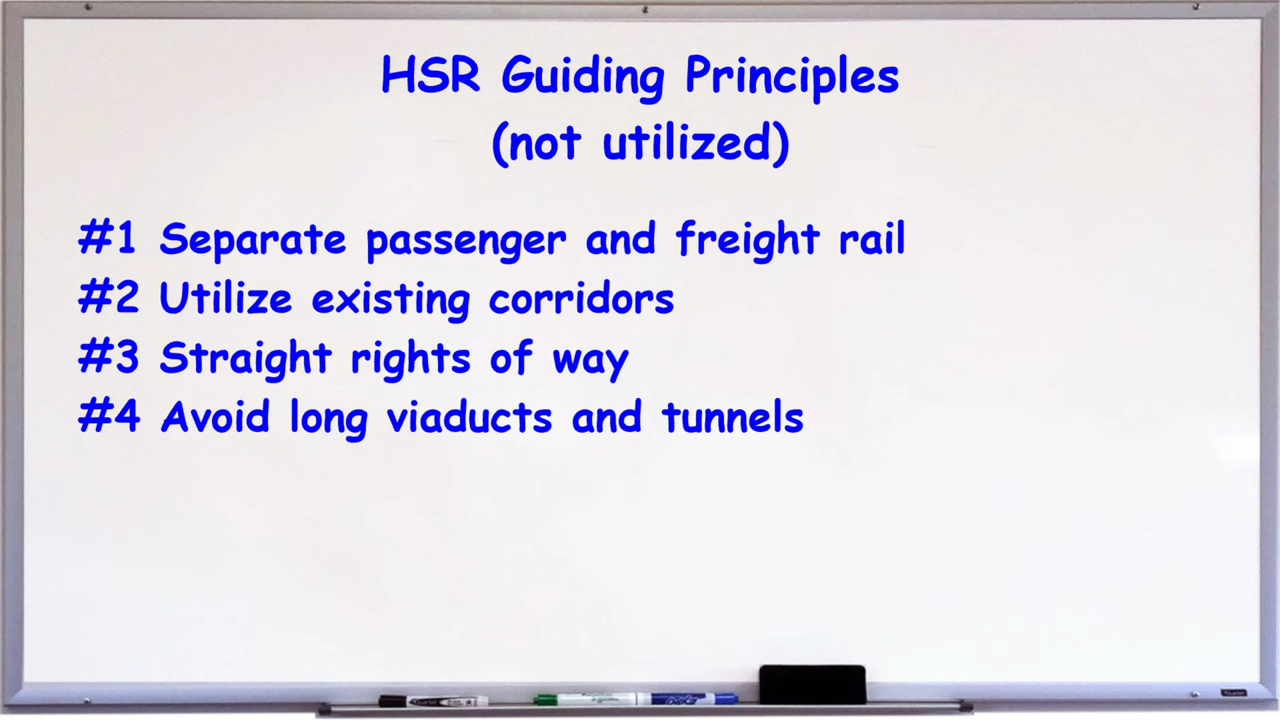 HSR Guiding Principles
(not utilized)
#1 Separate passenger and freight rail
#2 Utilize existing corridors
#3 Straight rights of way
#4 Avoid long viaducts and tunnels